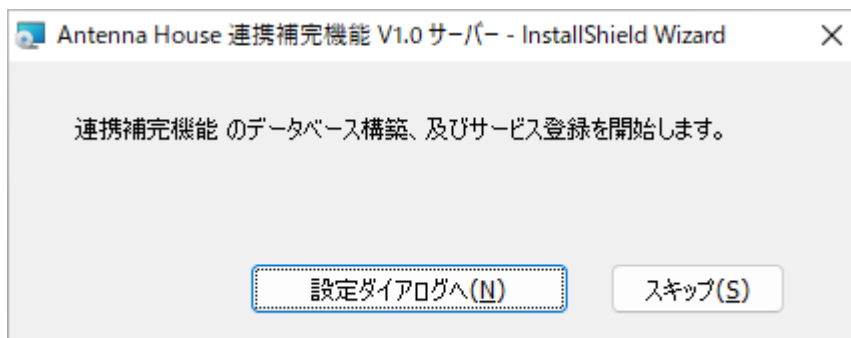 Antenna House 連携補完機能 V1.0 サーバー - InstallShield Wizard
連携補完機能 のデータベース構築、及びサービス登録を開始します。
設定ダイアログへ(N)
スキップ(S)